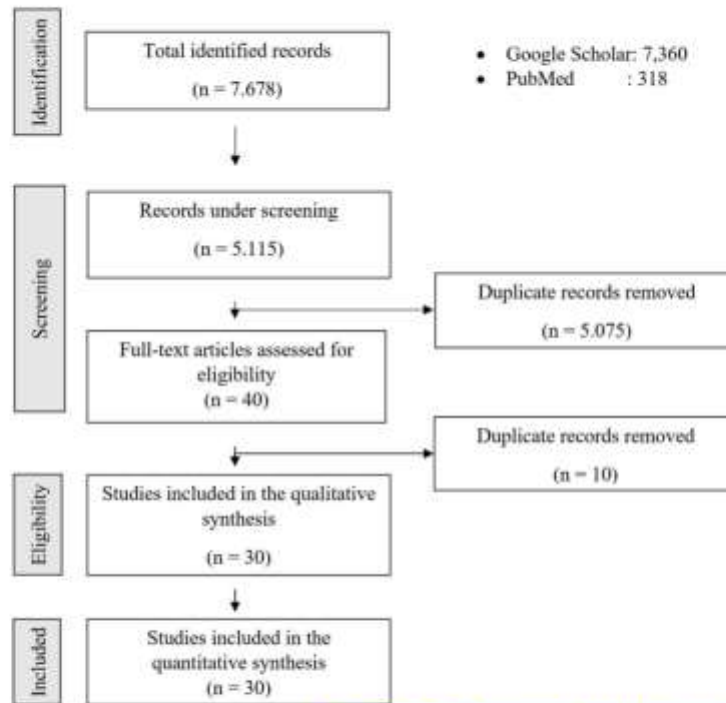 Identification
Total identified records
(n = 7.678)
• Google Scholar: 7,360
• PubMed : 318
Screening
Records under screening
(n = 5.115)
Duplicate records removed
(n = 5.075)
Full-text articles assessed for
eligibility
(n = 40)
Duplicate records removed
(n = 10)
Eligibility
Studies included in the qualitative
synthesis
(n = 30)
Included
Studies included in the
quantitative synthesis
(n = 30)